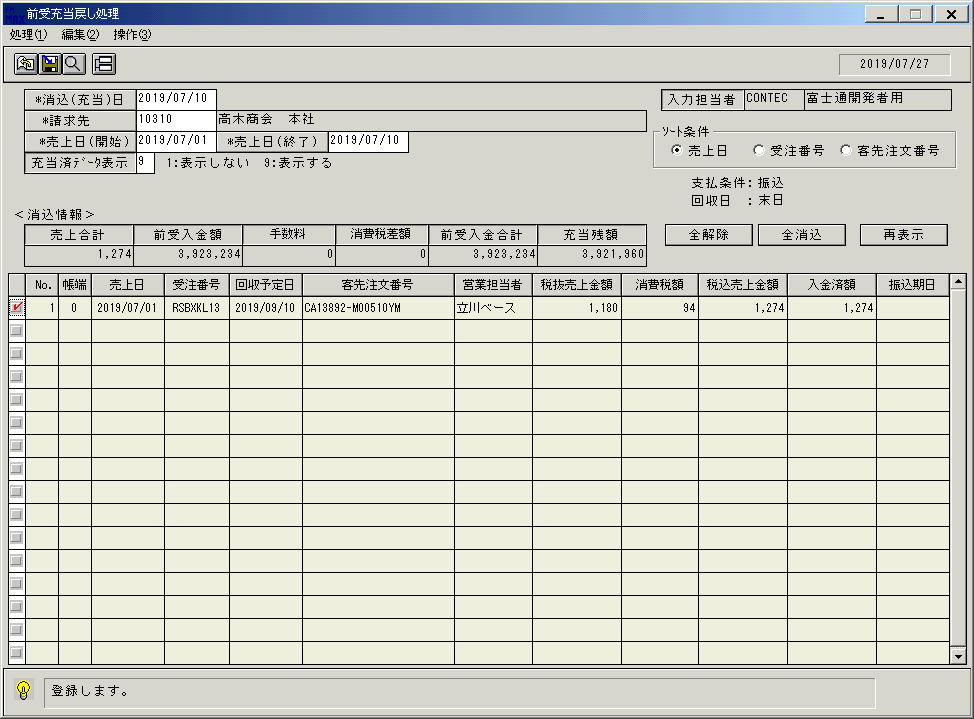 前受充当戻し処理
処理(1) 編集(2) 操作(3)
2019/07/27
*消込(充当)日 2019/07/10
入力担当者 CONTEC 富士通開発者用
*請求先 10310 高木商会 本社
*売上日(開始) 2019/07/01 *売上日(終了) 2019/07/10
ｿｰﾄ条件
売上日 受注番号 客先注文番号
充当済ﾃﾞｰﾀ表示 9 1:表示しない 9:表示する
支払条件: 振込
回収日 : 末日
＜消込情報＞
売上合計 前受入金額 手数料 消費税差額 前受入金合計 充当残額
1,274 3,923,234 0 0 3,923,234 3,921,960
全解除 全消込 再表示
No. 帳端 売上日 受注番号 回収予定日 客先注文番号 営業担当者 税抜売上金額 消費税額 税込売上金額 入金済額 振込期日
1 0 2019/07/01 RSBXKL13 2019/09/10 CA13892-M00510YM 立川ベース 1,180 94 1,274 1,274
登録します。